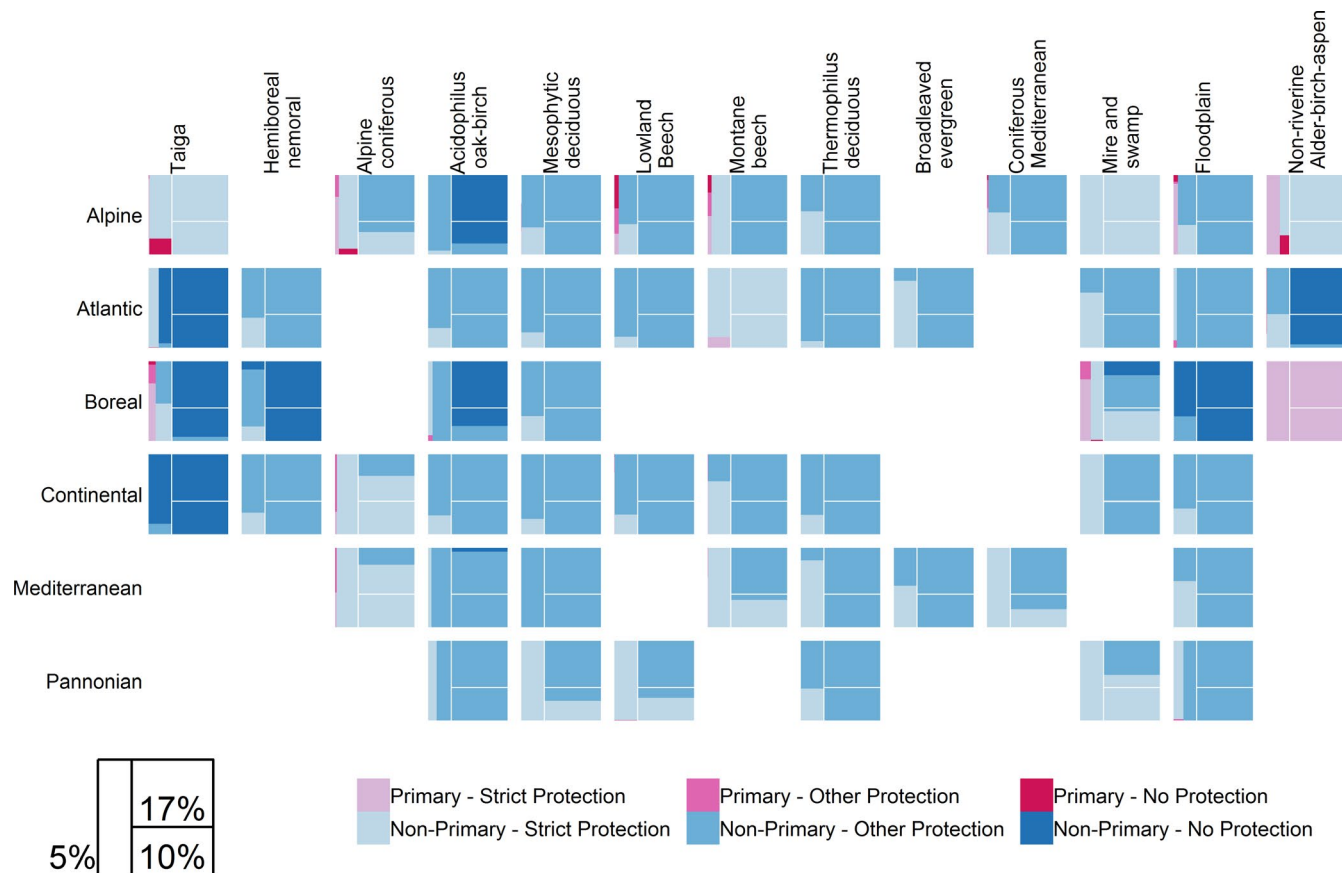 Taiga
Hemiboreal
nemoral
Alpine
coniferous
Acidophilus
oak-birch
Mesophytic
deciduous
Lowland
Beech
Montane
beech
Thermophilus
deciduous
Broadleaved
evergreen
Coniferous
Mediterranean
Mire and
swamp
Floodplain
Non-riverine
Alder-birch-aspen
Alpine
Atlantic
Boreal
Continental
Mediterranean
Pannonian
17%
5% 10%
Primary - Strict Protection Primary - Other Protection Primary - No Protection
Non-Primary - Strict Protection Non-Primary - Other Protection Non-Primary - No Protection